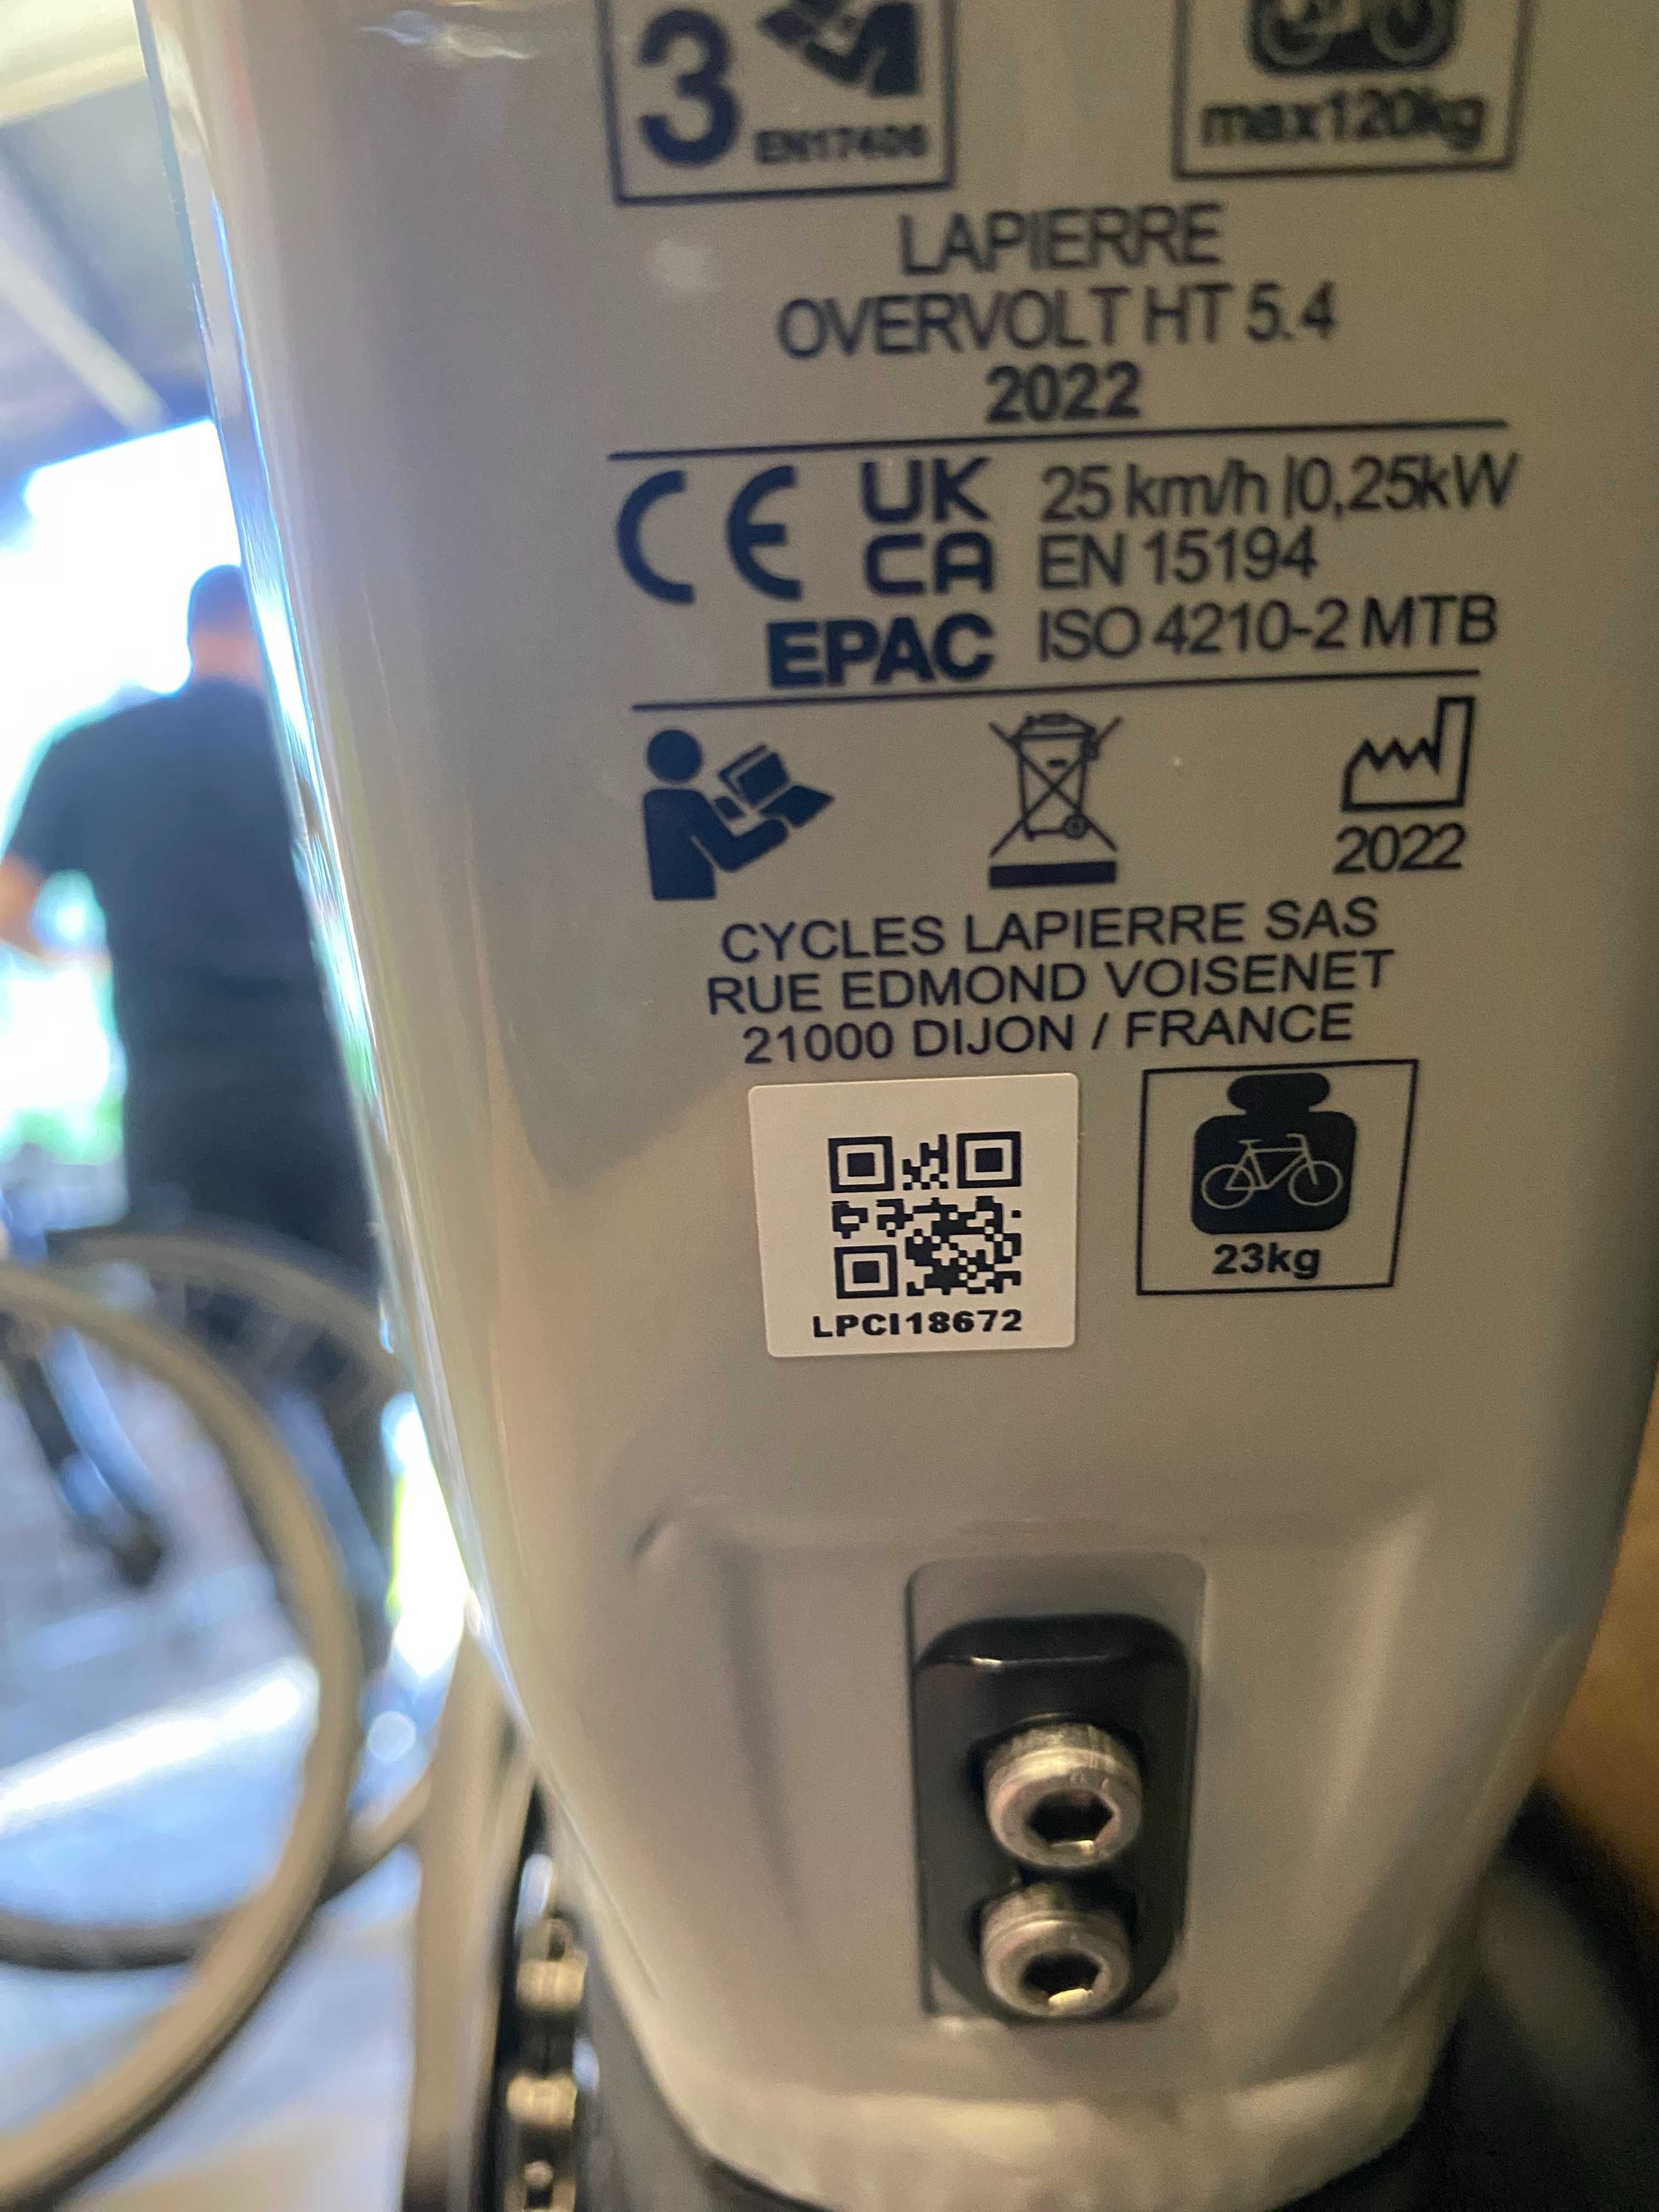 3
EN17406
max120kg
LAPIERRE
OVERVOLT HT 5.4
2022
CE UK CA 25 km/h |0,25kW
EN 15194
EPAC ISO 4210-2 MTB
2022
CYCLES LAPIERRE SAS
RUE EDMOND VOISENET
21000 DIJON / FRANCE
LPCI18672
23kg